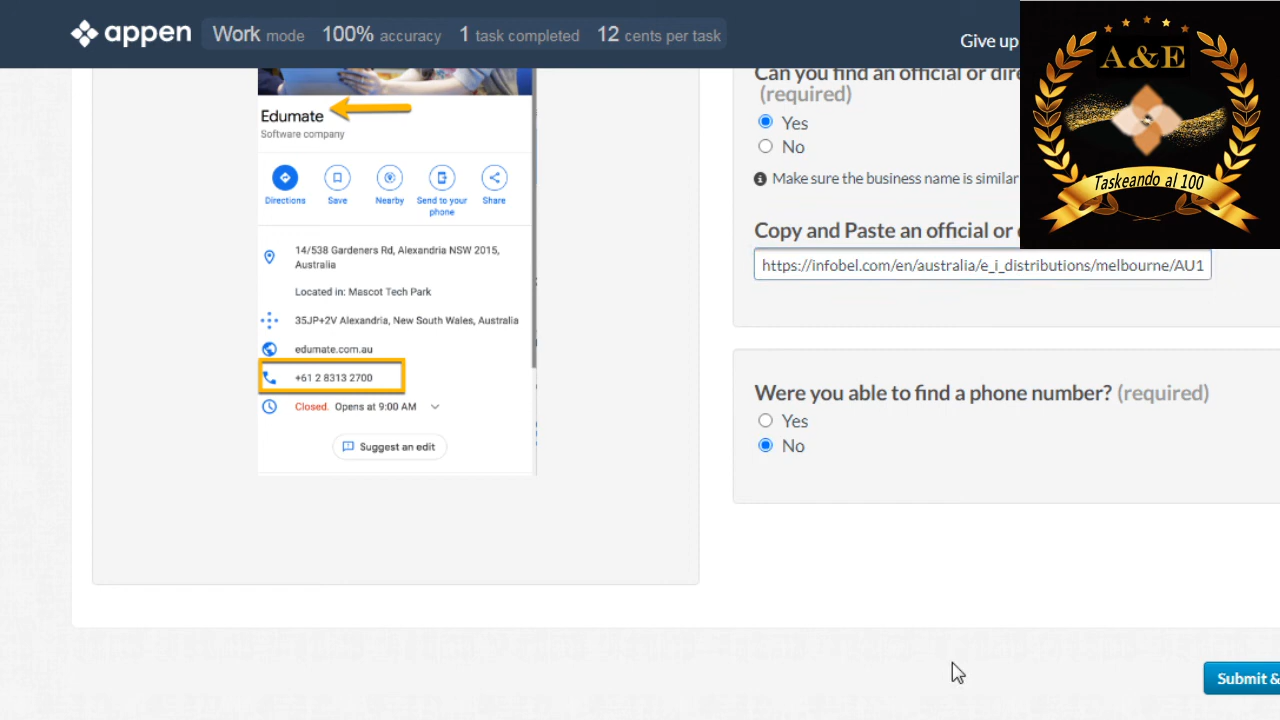 appen
Work mode 100% accuracy 1 task completed 12 cents per task
Give up
A&E
Taskeando al 100
Edumate
Software company
Directions
Save
Nearby
Send to your
phone
Share
14/538 Gardeners Rd, Alexandria NSW 2015,
Australia
Located in: Mascot Tech Park
35JP+2V Alexandria, New South Wales, Australia
edumate.com.au
+61 2 8313 2700
Closed. Opens at 9:00 AM
Suggest an edit
Can you find an official or dire
(required)
Yes
No
Make sure the business name is similar
Copy and Paste an official or
https://infobel.com/en/australia/e_i_distributions/melbourne/AU1
Were you able to find a phone number? (required)
Yes
No
Submit &